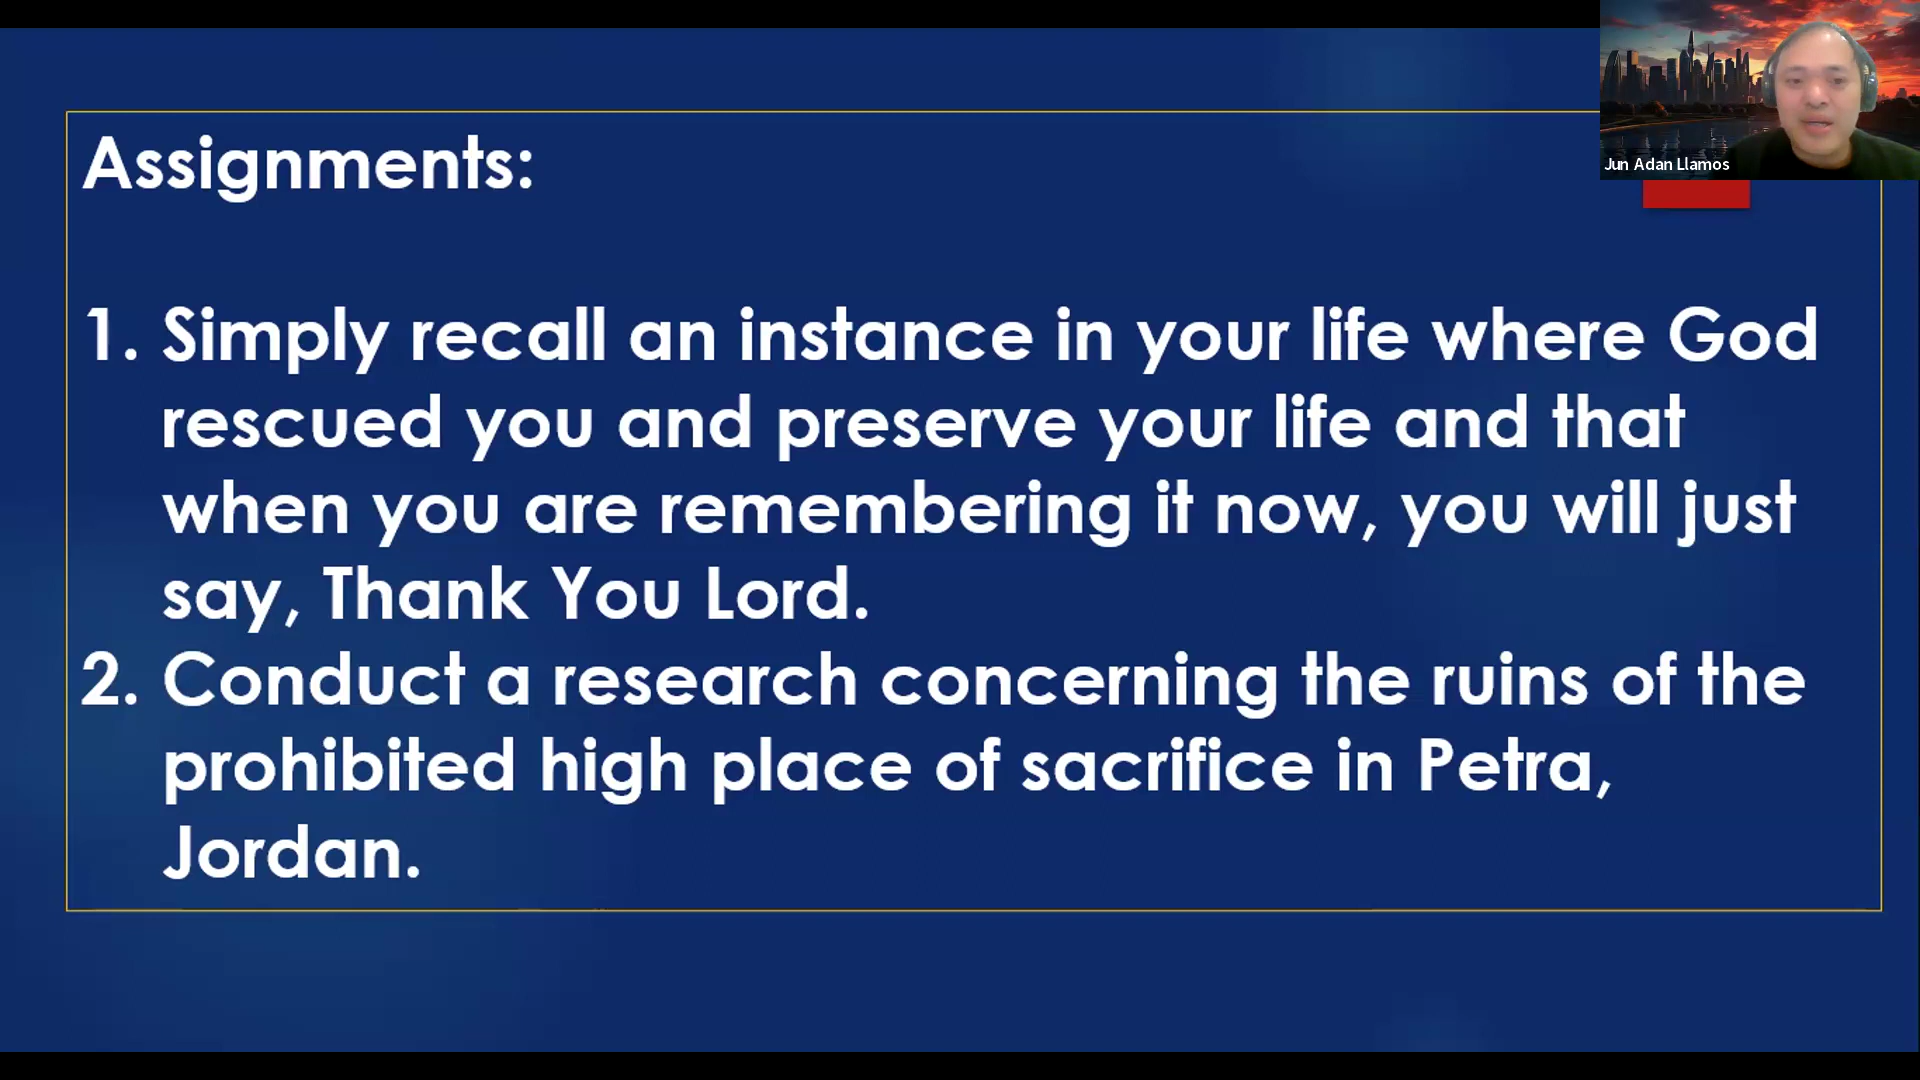 Jun Adan Llamos
Assignments:
1. Simply recall an instance in your life where God
rescued you and preserve your life and that
when you are remembering it now, you will just
say, Thank You Lord.
2. Conduct a research concerning the ruins of the
prohibited high place of sacrifice in Petra,
Jordan.